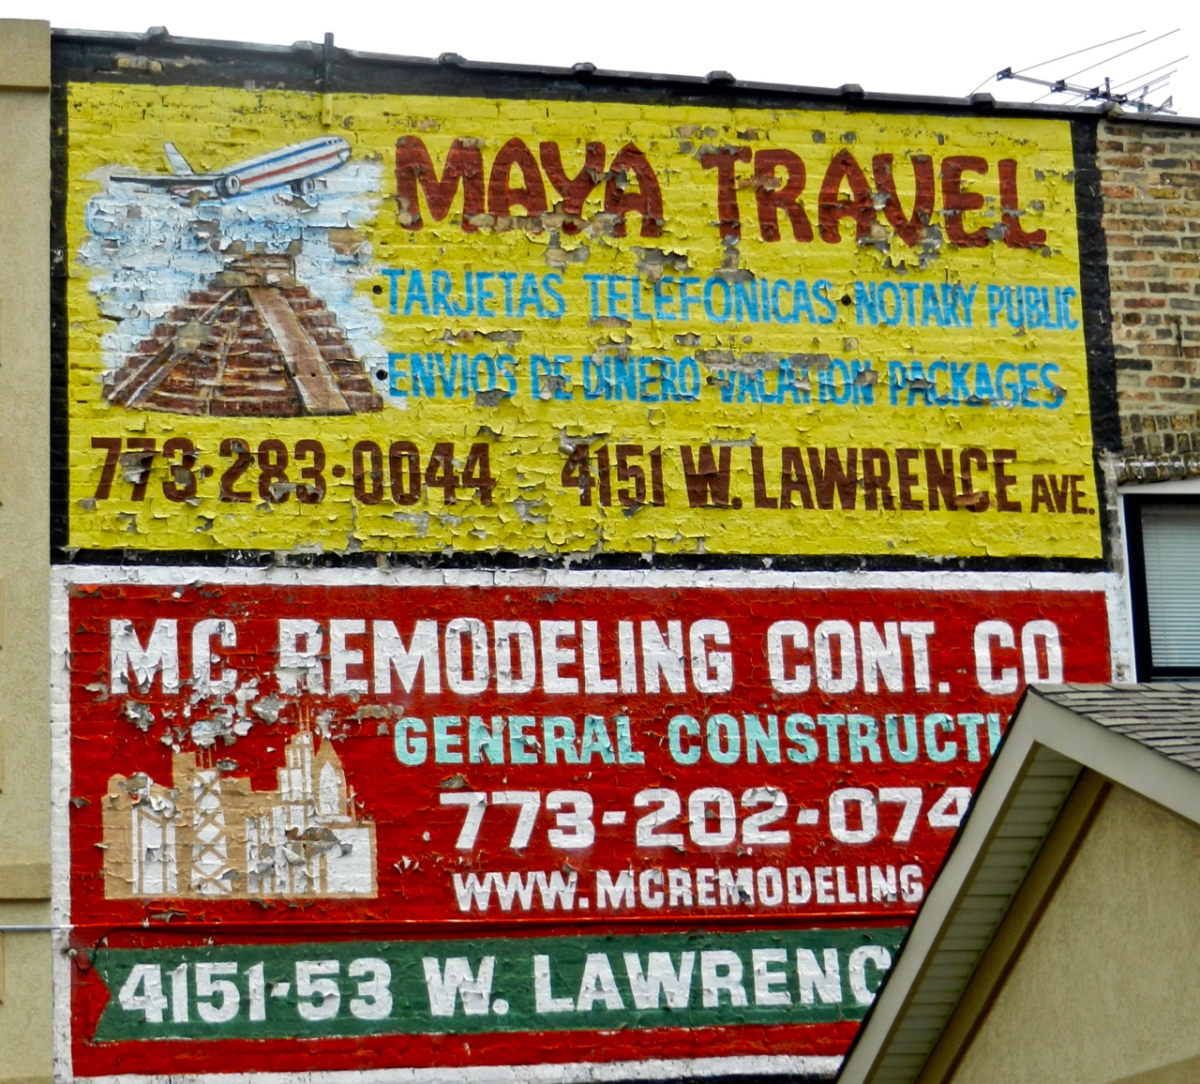 MAYA TRAVEL
• TARJETAS TELEFONICAS • NOTARY PUBLIC
• ENVIOS DE DINERO VACATION PACKAGES
773•283•0044 4151 W. LAWRENCE AVE.
M.C. REMODELING CONT. CO
GENERAL CONSTRUCTI
773-202-074
WWW.MCREMODELING
4151-53 W. LAWRENC